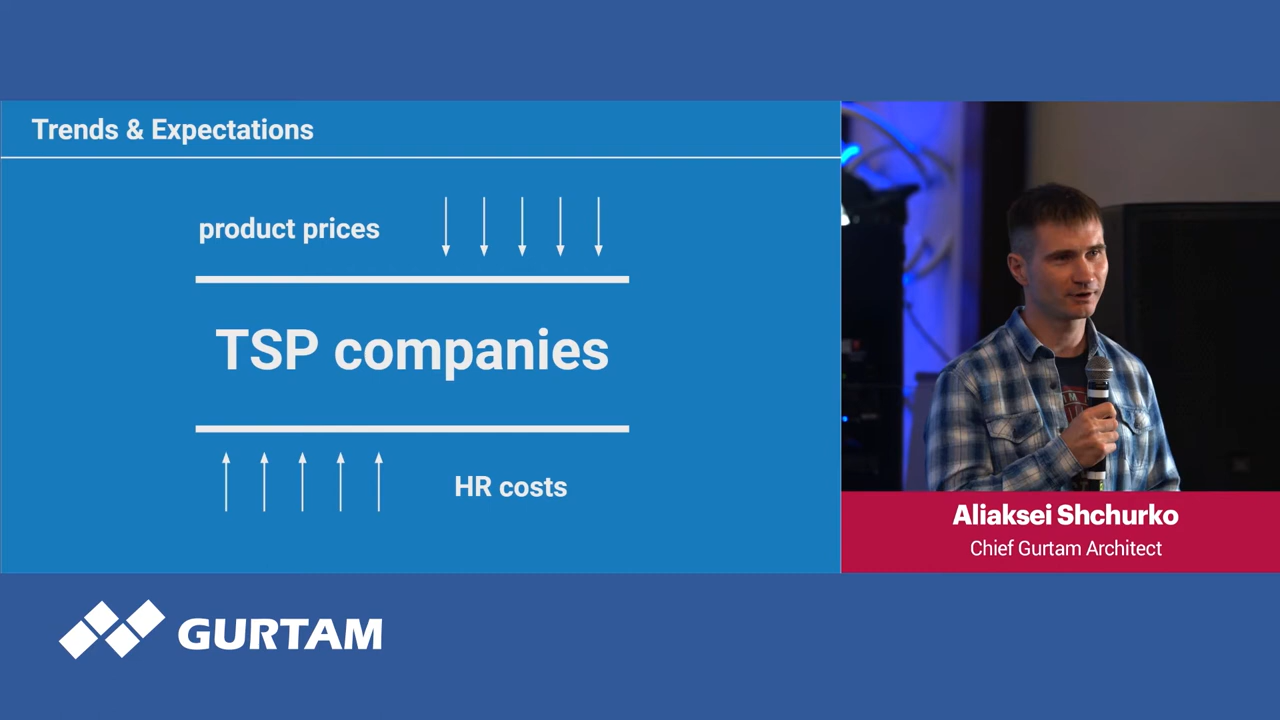 Trends & Expectations
product prices
TSP companies
HR costs
Aliaksei Shchurko
Chief Gurtam Architect
GURTAM